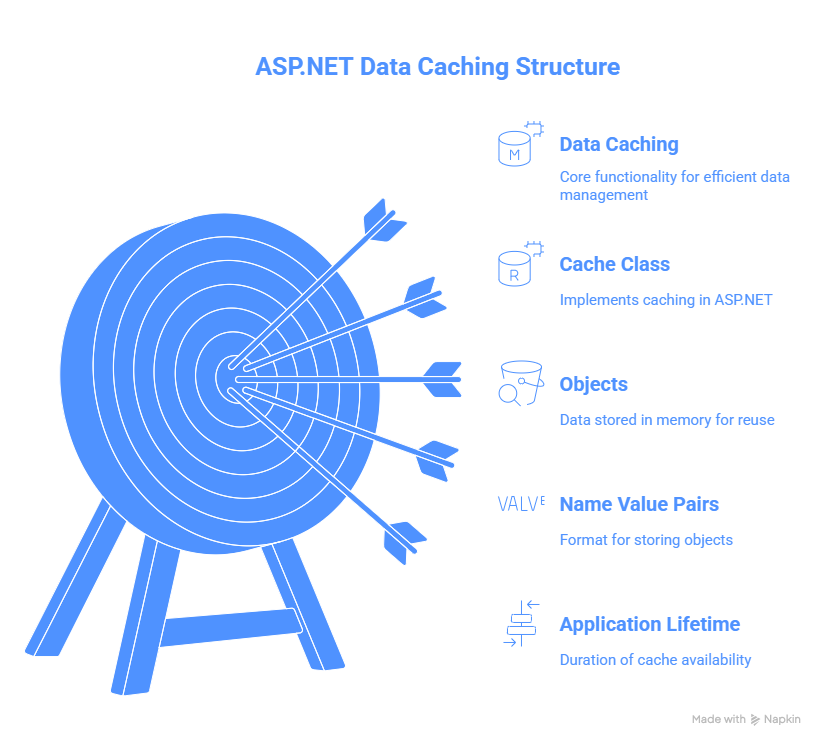 ASP.NET Data Caching Structure
M
Data Caching
Core functionality for efficient data
management
R
Cache Class
Implements caching in ASP.NET
Objects
Data stored in memory for reuse
VALVE
Name Value Pairs
Format for storing objects
Application Lifetime
Duration of cache availability
Made with Napkin